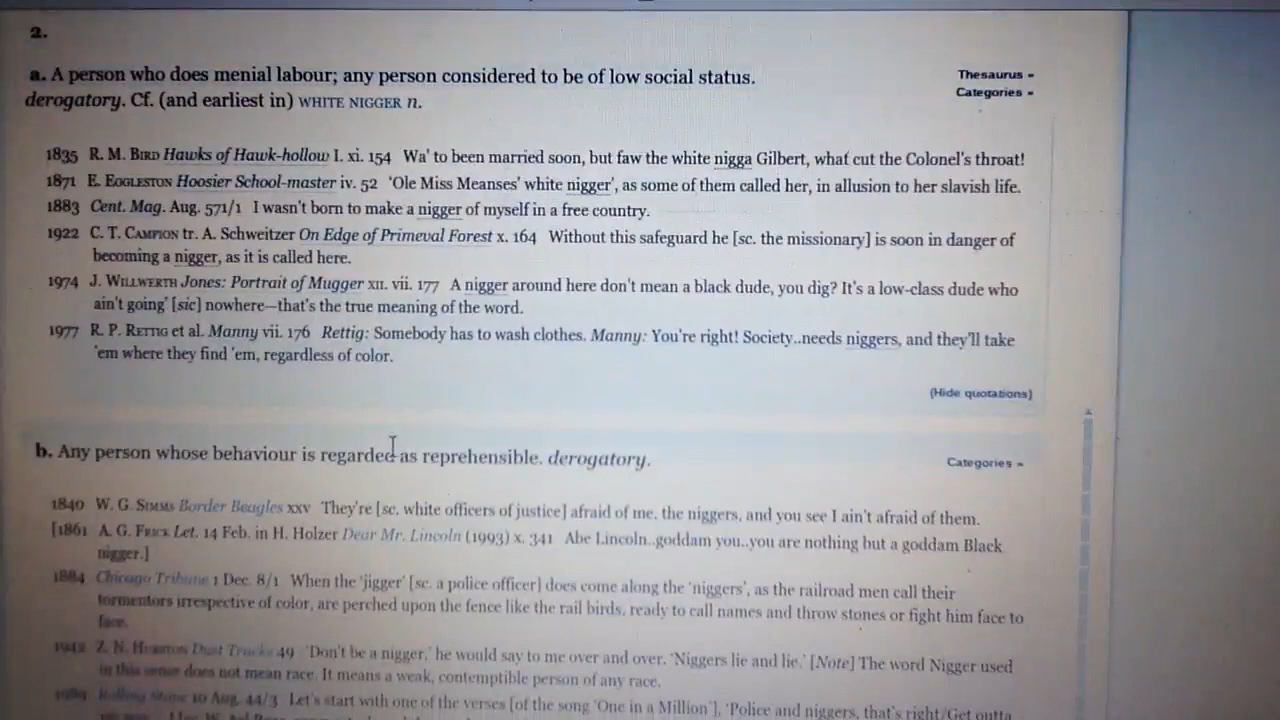 2.
a. A person who does menial labour; any person considered to be of low social status.
Thesaurus
derogatory. Cf. (and earliest in) WHITE NIGGER n.
Categories
1835 R. M. BIRD Hawks of Hawk-hollow I. xi. 154 Wa' to been married soon, but faw the white nigga Gilbert, what cut the Colonel's throat!
1871 E. EGGLESTON Hoosier School-master iv. 52 'Ole Miss Meanses' white nigger', as some of them called her, in allusion to her slavish life.
1883 Cent. Mag. Aug. 571/1 I wasn't born to make a nigger of myself in a free country.
1922 C. T. CAMPION tr. A. Schweitzer On Edge of Primeval Forest x. 164 Without this safeguard he [sc. the missionary] is soon in danger of
becoming a nigger, as it is called here.
1974 J. WILLWERTH Jones: Portrait of Mugger XII. vii. 177 A nigger around here don't mean a black dude, you dig? It's a low-class dude who
ain't going' [sic] nowhere—that's the true meaning of the word.
1977 R. P. RETTIG et al. Manny vii. 176 Rettig: Somebody has to wash clothes. Manny: You're right! Society..needs niggers, and they'll take
'em where they find 'em, regardless of color.
(Hide quotations)
b. Any person whose behaviour is regarded as reprehensible. derogatory.
Categories
1840 W. G. SIMMS Border Beagles xxv They're [sc. white officers of justice] afraid of me, the niggers, and you see I ain't afraid of them.
[1861 A. G. FRICK Let. 14 Feb. in H. Holzer Dear Mr. Lincoln (1993) x. 341 Abe Lincoln..goddam you..you are nothing but a goddam Black
nigger.]
1884 Chicago Tribune 1 Dec. 8/1 When the 'jigger' [sc. a police officer] does come along the 'niggers', as the railroad men call their
tormentors irrespective of color, are perched upon the fence like the rail birds, ready to call names and throw stones or fight him face to
face.
1942 Z. N. HURSTON Dust Tracks 49 'Don't be a nigger,' he would say to me over and over. 'Niggers lie and lie.' [Note] The word Nigger used
in this sense does not mean race. It means a weak, contemptible person of any race.
1989 Rolling Stone 10 Aug. 44/3 Let's start with one of the verses [of the song 'One in a Million'], 'Police and niggers, that's right/Get outta